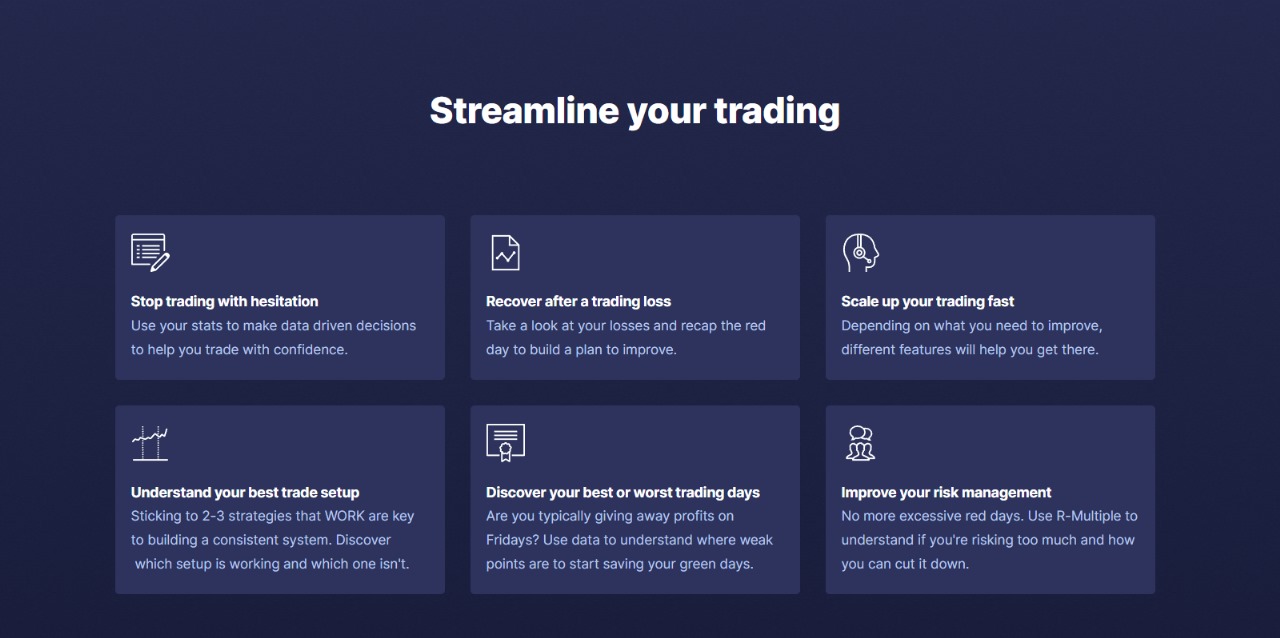 Streamline your trading
Stop trading with hesitation
Use your stats to make data driven decisions
to help you trade with confidence.
Recover after a trading loss
Take a look at your losses and recap the red
day to build a plan to improve.
Scale up your trading fast
Depending on what you need to improve,
different features will help you get there.
Understand your best trade setup
Sticking to 2-3 strategies that WORK are key
to building a consistent system. Discover
which setup is working and which one isn't.
Discover your best or worst trading days
Are you typically giving away profits on
Fridays? Use data to understand where weak
points are to start saving your green days.
Improve your risk management
No more excessive red days. Use R-Multiple to
understand if you're risking too much and how
you can cut it down.